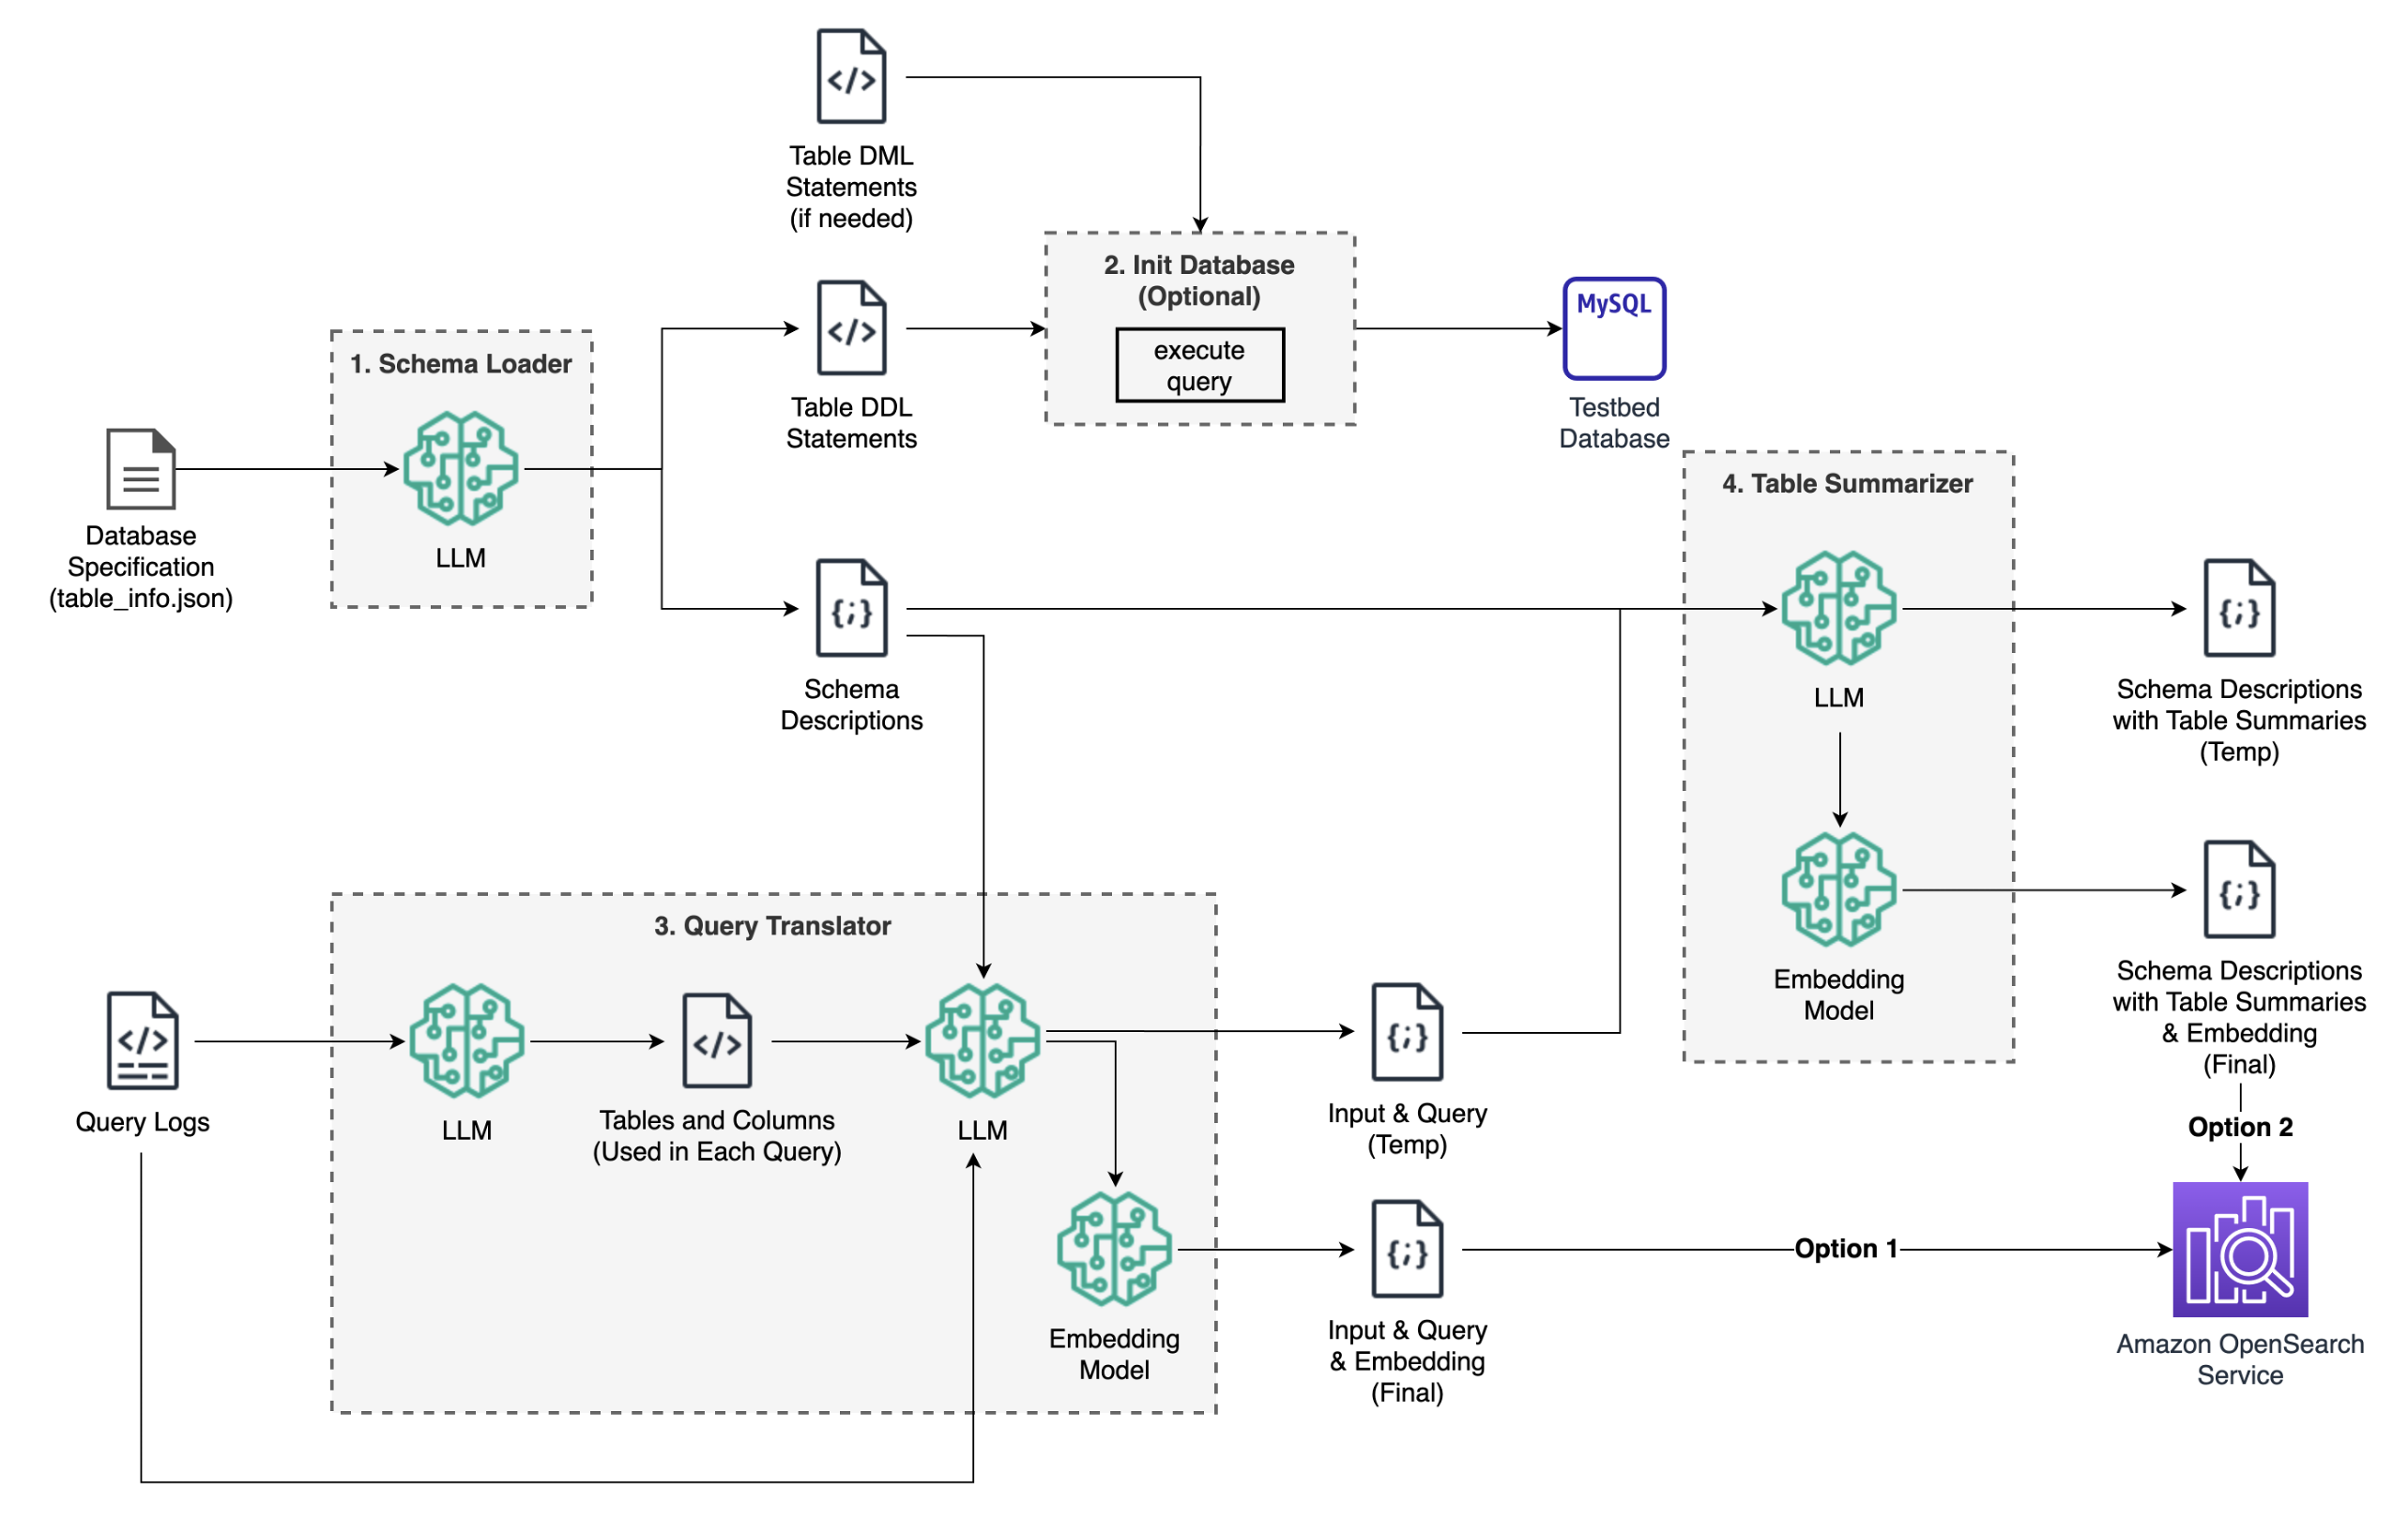 </>
Table DML
Statements
(if needed)
2. Init Database
(Optional)
execute
query
</>
Table DDL
Statements
MySQL
Testbed
Database
1. Schema Loader
LLM
Database
Specification
(table_info.json)
{;}
Schema
Descriptions
4. Table Summarizer
LLM
Embedding
Model
{;}
Schema Descriptions
with Table Summaries
(Temp)
{;}
Schema Descriptions
with Table Summaries
& Embedding
(Final)
Option 2
3. Query Translator
</>
Query Logs
LLM
</>
Tables and Columns
(Used in Each Query)
LLM
Embedding
Model
{;}
Input & Query
(Temp)
{;}
Input & Query
& Embedding
(Final)
Option 1
Amazon OpenSearch
Service